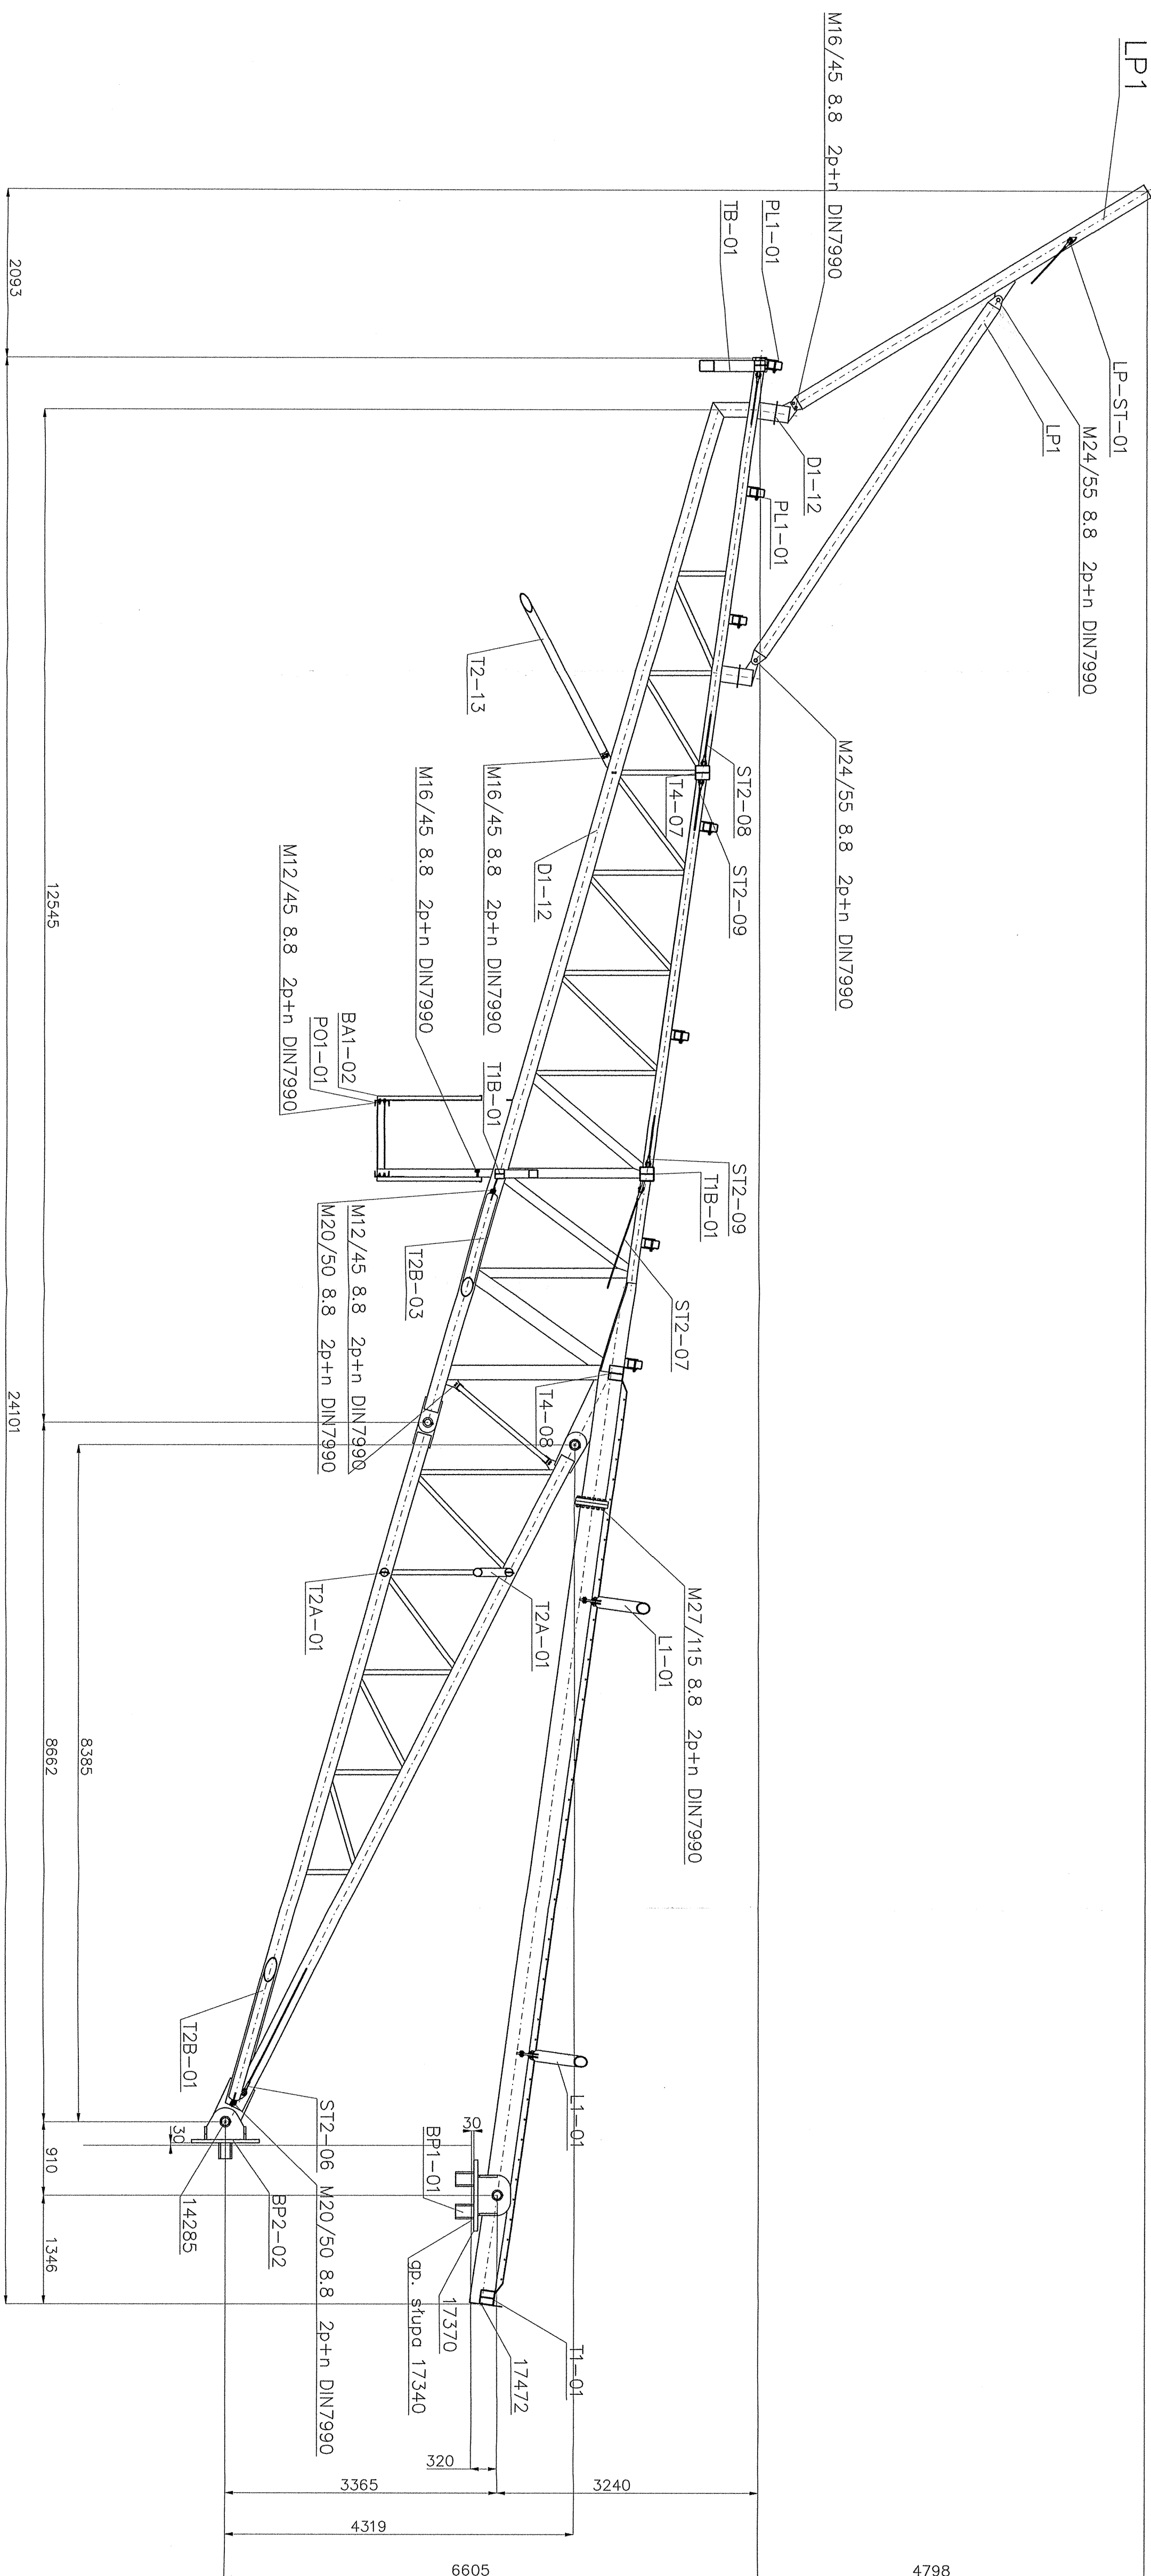 LP1
M16/45 8.8 2p+n DIN7990
PL1-01
TB-01
2093
LP-ST-01
LP1
M24/55 8.8 2p+n DIN7990
D1-12
PL1-01
M24/55 8.8 2p+n DIN7990
T2-13
ST2-08
T4-07
ST2-09
M16/45 8.8 2p+n DIN7990
M16/45 8.8 2p+n DIN7990
D1-12
M12/45 8.8 2p+n DIN7990
12545
PO1-01
BA1-02
T1B-01
ST2-09
T1B-01
T2B-03
M12/45 8.8 2p+n DIN7990
M20/50 8.8 2p+n DIN7990
ST2-07
T4-08
24101
M27/115 8.8 2p+n DIN7990
L1-01
T2A-01
T2A-01
8385
8662
T2B-01
ST2-06
M20/50 8.8 2p+n DIN7990
L1-01
30
30
BP1-01
BP2-02
14285
910
1346
gp. słupa 17340
17370
17472
T1-01
320
3365
3240
4319
6605
4798